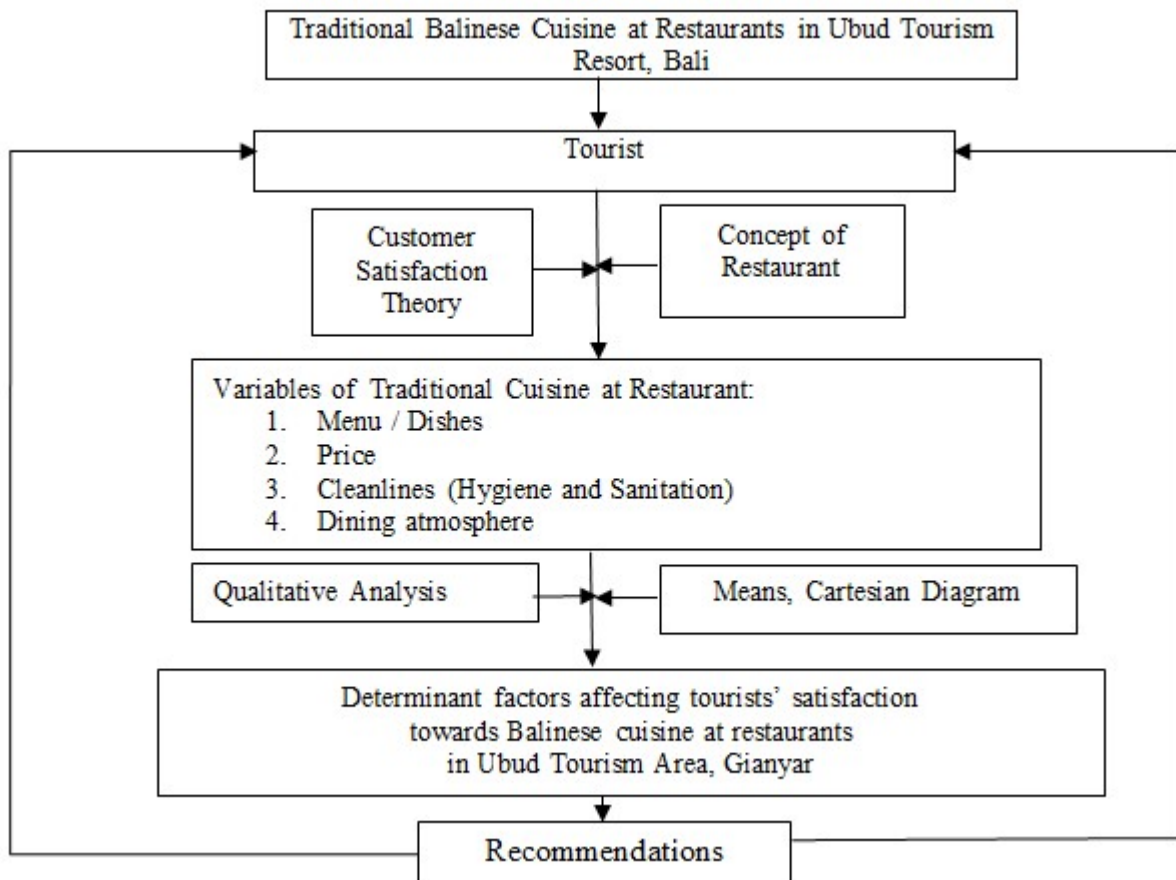 Traditional Balinese Cuisine at Restaurants in Ubud Tourism
Resort, Bali
Tourist
Customer
Satisfaction
Theory
Concept of
Restaurant
Variables of Traditional Cuisine at Restaurant:
1. Menu / Dishes
2. Price
3. Cleanlines (Hygiene and Sanitation)
4. Dining atmosphere
Qualitative Analysis
Means, Cartesian Diagram
Determinant factors affecting tourists’ satisfaction
towards Balinese cuisine at restaurants
in Ubud Tourism Area, Gianyar
Recommendations